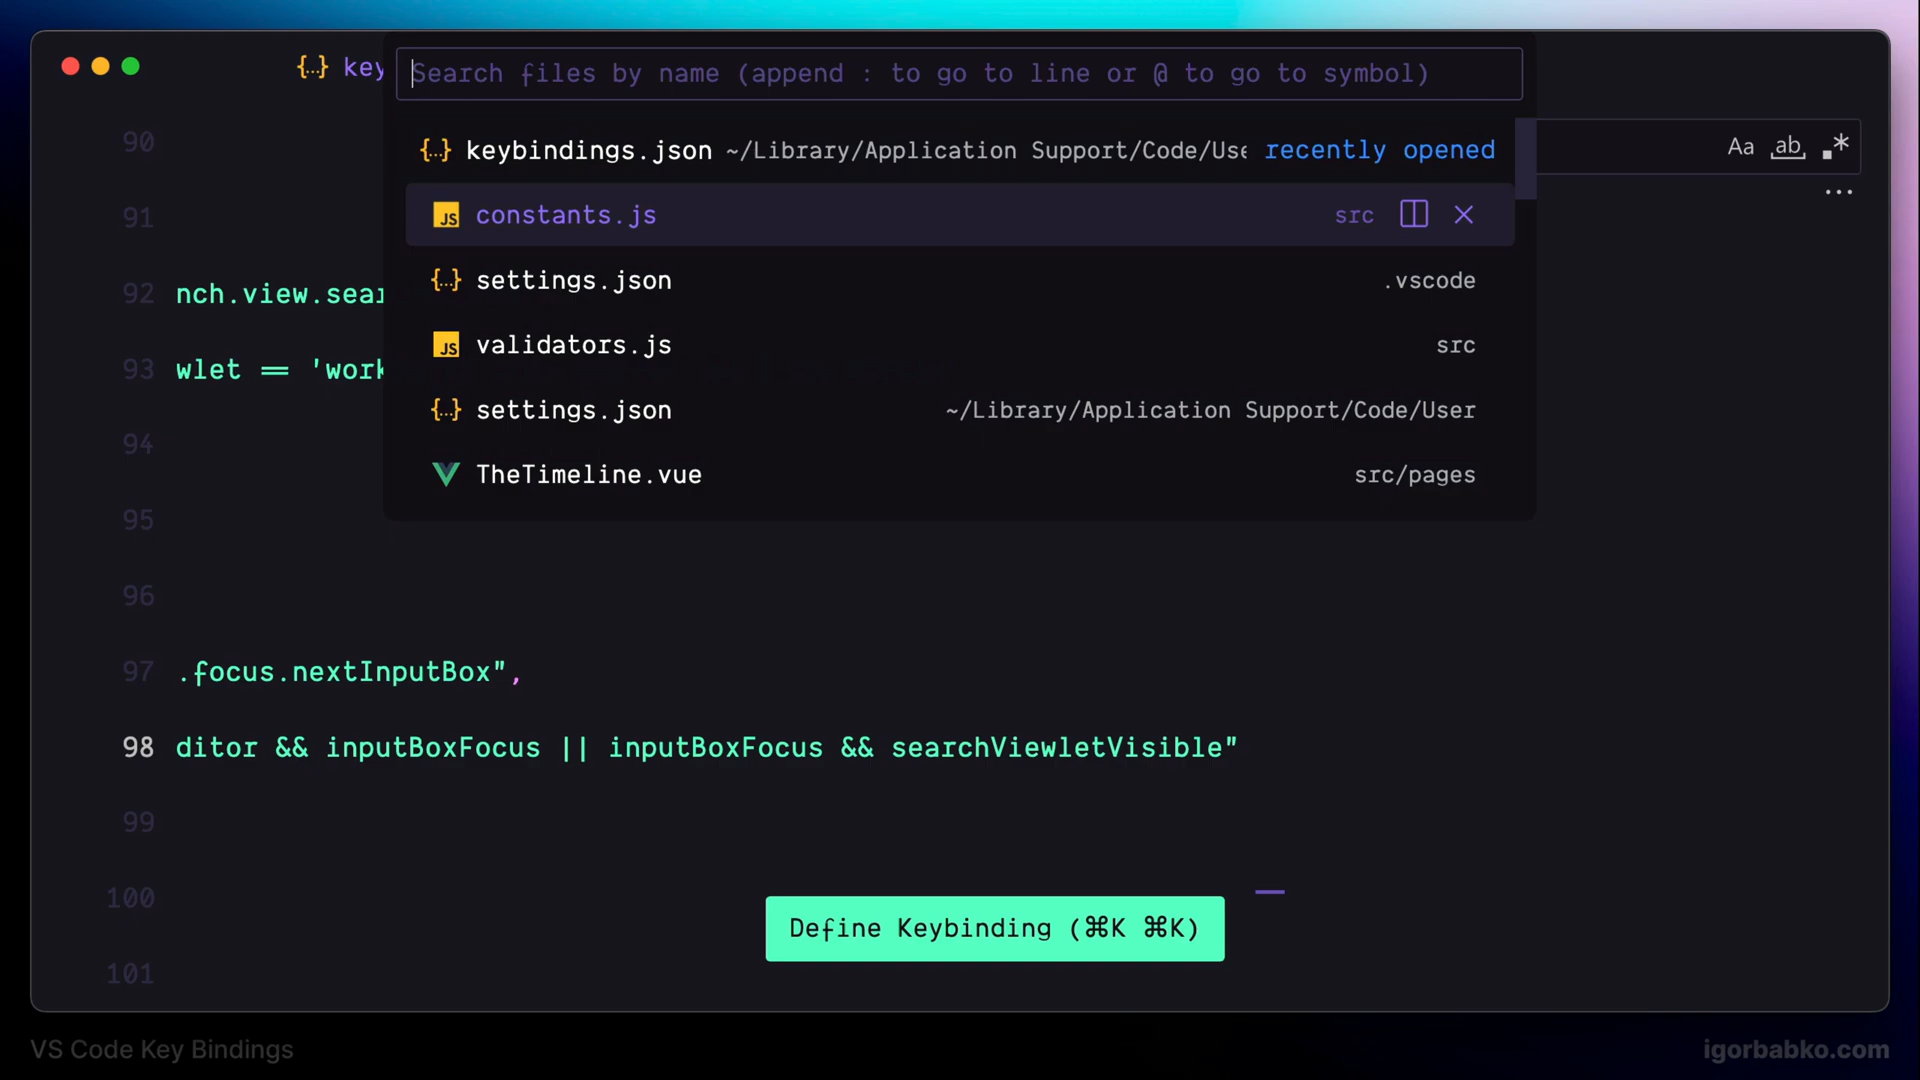 {..} key
Search files by name (append : to go to line or @ to go to symbol)
{..} keybindings.json ~/Library/Application Support/Code/Use recently opened
Aa ab .*
JS constants.js src
{..} settings.json .vscode
JS validators.js src
{..} settings.json ~/Library/Application Support/Code/User
TheTimeline.vue src/pages
90
91
92 nch.view.sear
93 wlet == 'work
94
95
96
97 .focus.nextInputBox",
98 ditor && inputBoxFocus || inputBoxFocus && searchViewletVisible"
99
100
Define Keybinding (⌘K ⌘K)
101
VS Code Key Bindings
igorbabko.com